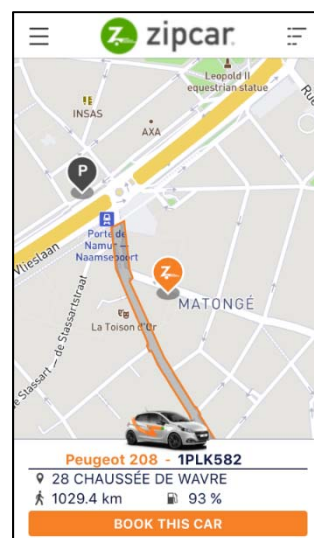 zipcar
Leopold II
equestrian statue
Rue
INSAS
AXA
P
Porte de
Namur —
Naamsepoort
Vlieslaan
MATONGÉ
La Toison d'Or
de Stassart — de Stassartstraat
Peugeot 208 - 1PLK582
28 CHAUSSÉE DE WAVRE
1029.4 km 93 %
BOOK THIS CAR